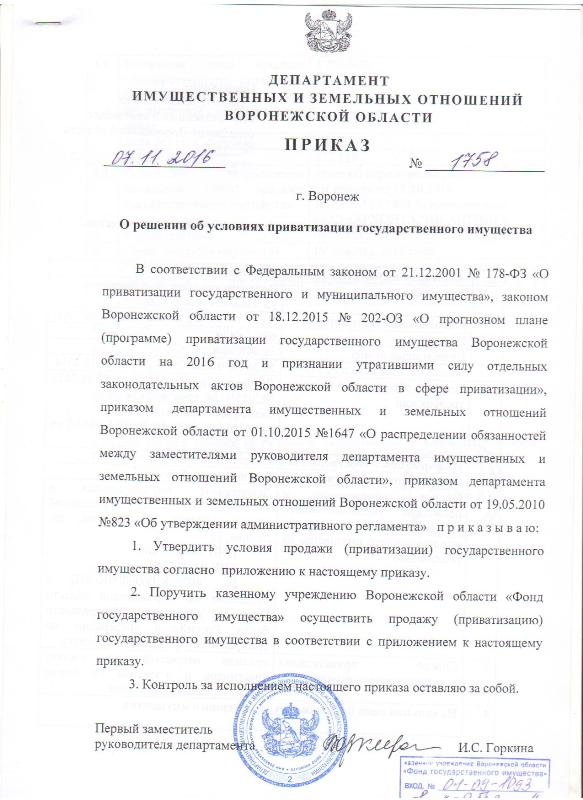 ДЕПАРТАМЕНТ
ИМУЩЕСТВЕННЫХ И ЗЕМЕЛЬНЫХ ОТНОШЕНИЙ
ВОРОНЕЖСКОЙ ОБЛАСТИ
ПРИКАЗ
07.11.2016 № 1758
г. Воронеж
О решении об условиях приватизации государственного имущества
В соответствии с Федеральным законом от 21.12.2001 № 178-ФЗ «О
приватизации государственного и муниципального имущества», законом
Воронежской области от 18.12.2015 № 202-ОЗ «О прогнозном плане
(программе) приватизации государственного имущества Воронежской
области на 2016 год и признании утратившими силу отдельных
законодательных актов Воронежской области в сфере приватизации»,
приказом департамента имущественных и земельных отношений
Воронежской области от 01.10.2015 №1647 «О распределении обязанностей
между заместителями руководителя департамента имущественных и
земельных отношений Воронежской области», приказом департамента
имущественных и земельных отношений Воронежской области от 19.05.2010
№823 «Об утверждении административного регламента» п р и к а з ы в а ю:
1. Утвердить условия продажи (приватизации) государственного
имущества согласно приложению к настоящему приказу.
2. Поручить казенному учреждению Воронежской области «Фонд
государственного имущества» осуществить продажу (приватизацию)
государственного имущества в соответствии с приложением к настоящему
приказу.
3. Контроль за исполнением настоящего приказа оставляю за собой.
Первый заместитель
руководителя департамента И.С. Горкина
2
казенное учреждение Воронежской области
«Фонд государственного имущества»
ВХОД. № 01-09-1093